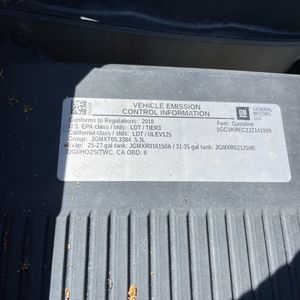 VEHICLE EMISSION
CONTROL INFORMATION
GM
GENERAL
MOTORS LLC
Conforms to Regulations: 2018
Fuel: Gasoline
U.S. EPA class / stds: LDT / TIER3
California class / stds: LDT / ULEV125
Group: JGMXT05.3384 5.3L
Evap: 25-27 gal tank: / 31-35 gal tank:
DGI/HO2S/TWC, CA OBD: II